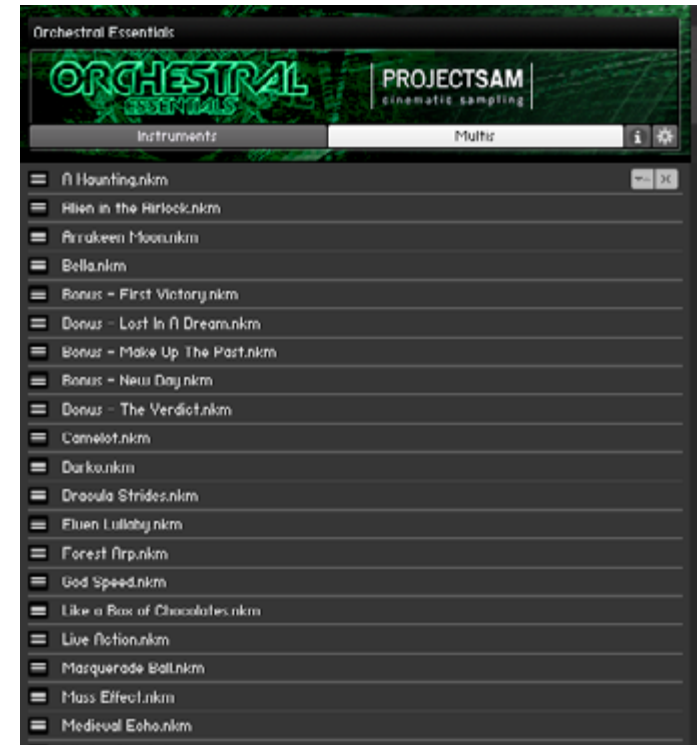 Orchestral Essentials
ORCHESTRAL
ESSENTIALS
PROJECTSAM
cinematic sampling
Instruments
Multis
i
A Haunting.nkm
Alien in the Airlock.nkm
Arrakeen Moon.nkm
Bella.nkm
Bonus - First Victory.nkm
Bonus - Lost In A Dream.nkm
Bonus - Make Up The Past.nkm
Bonus - New Day.nkm
Bonus - The Verdict.nkm
Camelot.nkm
Darko.nkm
Dracula Strides.nkm
Elven Lullaby.nkm
Forest Arp.nkm
God Speed.nkm
Like a Box of Chocolates.nkm
Live Action.nkm
Masquerade Ball.nkm
Mass Effect.nkm
Medieval Echo.nkm